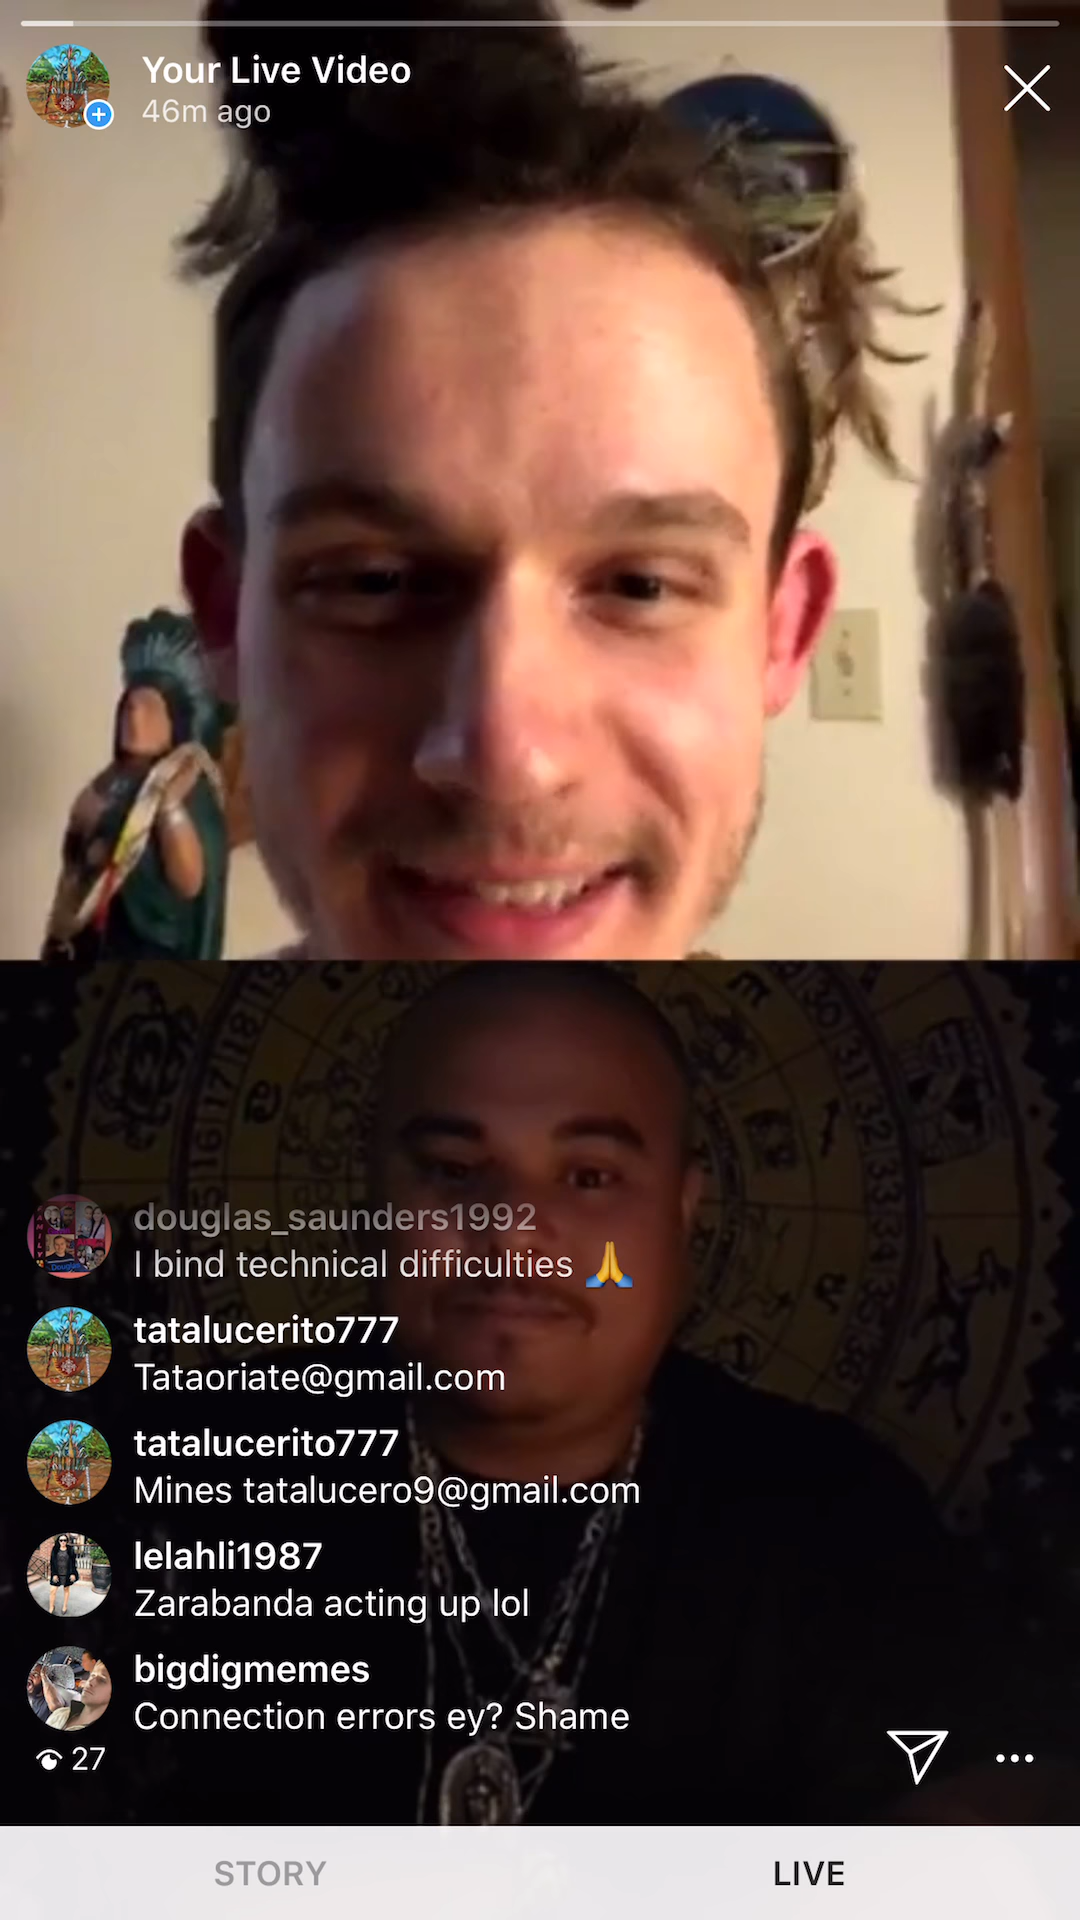 Your Live Video
46m ago
douglas_saunders1992
I bind technical difficulties 🙏
tatalucerito777
Tataoriate@gmail.com
tatalucerito777
Mines tatalucero9@gmail.com
lelahli1987
Zarabanda acting up lol
bigdigmemes
Connection errors ey? Shame
27
STORY
LIVE